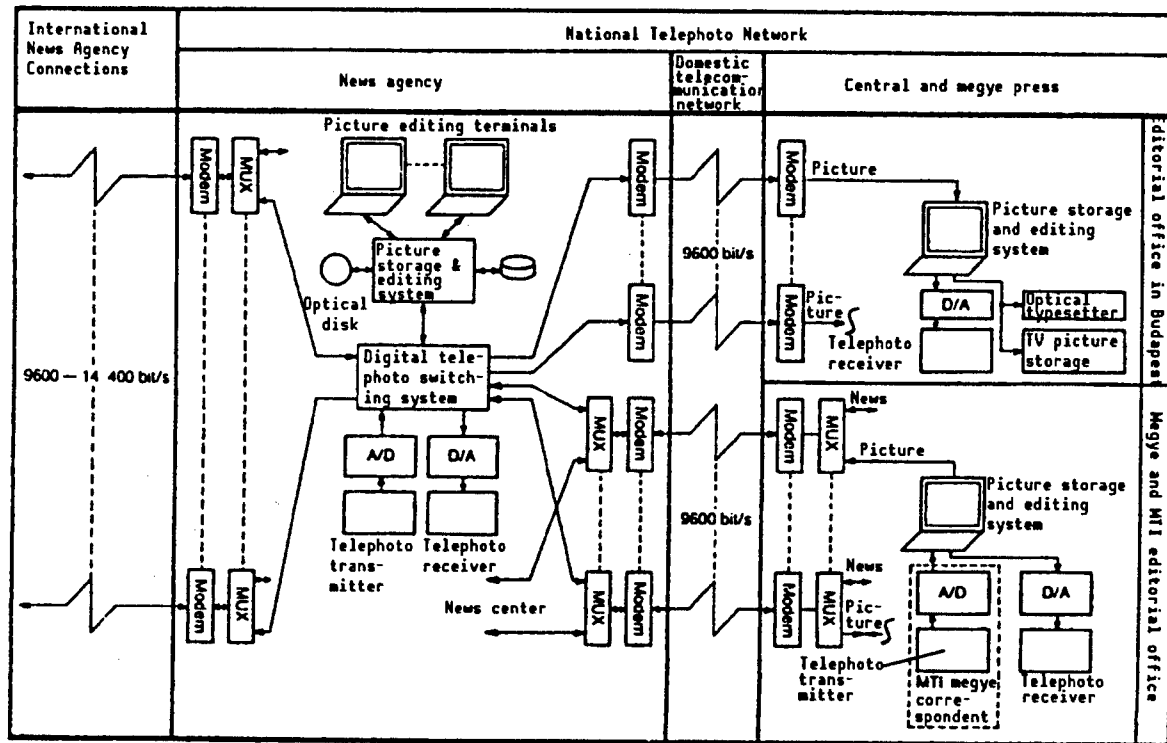 International
News Agency
Connections
National Telephoto Network
News agency
Domestic
telecom-
munication
network
Central and megye press
Picture editing terminals
Modem
MUX
Picture
storage &
editing
system
Optical
disk
Digital tele-
photo switch-
ing system
A/D
D/A
Telephoto
trans-
mitter
Telephoto
receiver
9600 — 14 400 bit/s
Modem
MUX
News center
Modem
Modem
MUX
Modem
MUX
Modem
9600 bit/s
9600 bit/s
Modem
Picture
Picture storage
and editing
system
Modem
Pic-
ture
D/A
Telephoto
receiver
Optical
typesetter
TV picture
storage
Editorial office in Budapest
Modem
MUX
News
Picture
Picture storage
and editing
system
Modem
MUX
News
Pic-
ture
A/D
D/A
Telephoto
trans-
mitter
MTi megye
corre-
spondent
Telephoto
receiver
Megye and MTI editorial office